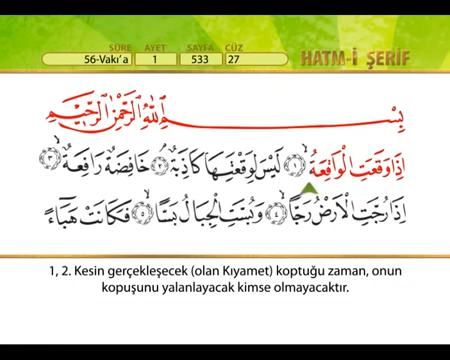 SÛRE AYET SAYFA CÜZ
56-Vakı'a 1 533 27 HATM-İ ŞERİF
بِسْمِ اللّٰهِ الرَّحْمٰنِ الرَّح۪يمِ
اِذَا وَقَعَتِ الْوَاقِعَةُ ﴿١﴾ لَيْسَ لِوَقْعَتِهَا كَاذِبَةٌ ﴿٢﴾ خَافِضَةٌ رَافِعَةٌ ﴿٣﴾
اِذَا رُجَّتِ الْاَرْضُ رَجًّا ﴿٤﴾ وَبُسَّتِ الْجِبَالُ بَسًّا ﴿٥﴾ فَكَانَتْ هَبَٓاءً
1, 2. Kesin gerçekleşecek (olan Kıyamet) koptuğu zaman, onun
kopuşunu yalanlayacak kimse olmayacaktır.